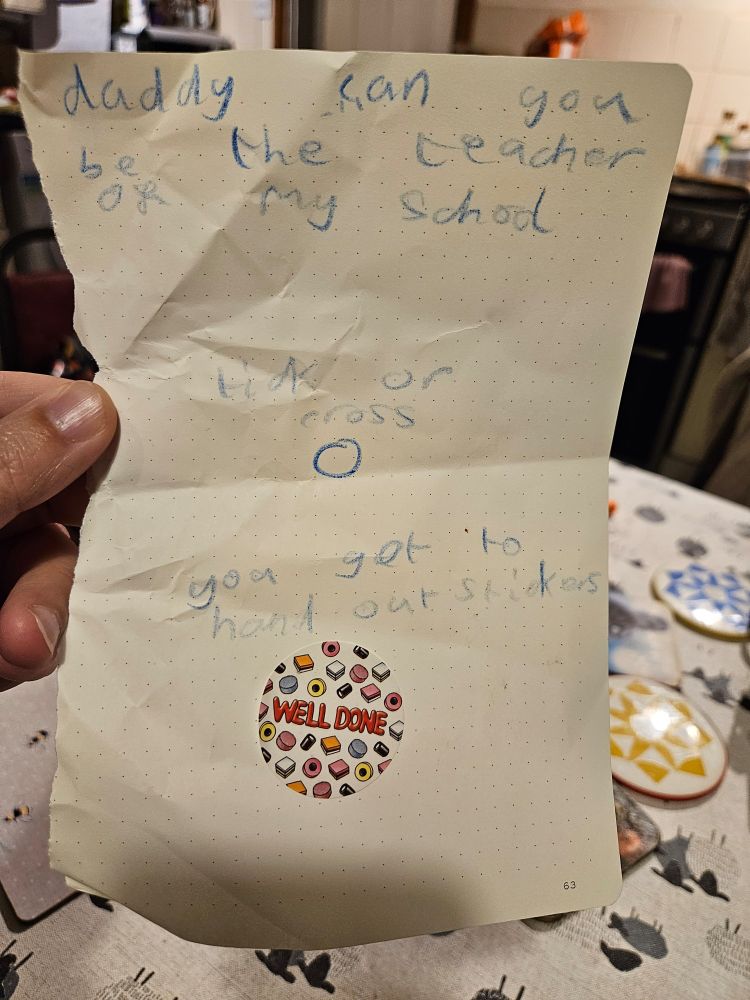 daddy can you
be the teacher
of my school
tick or
cross
you get to
hand out stickers
WELL DONE
63